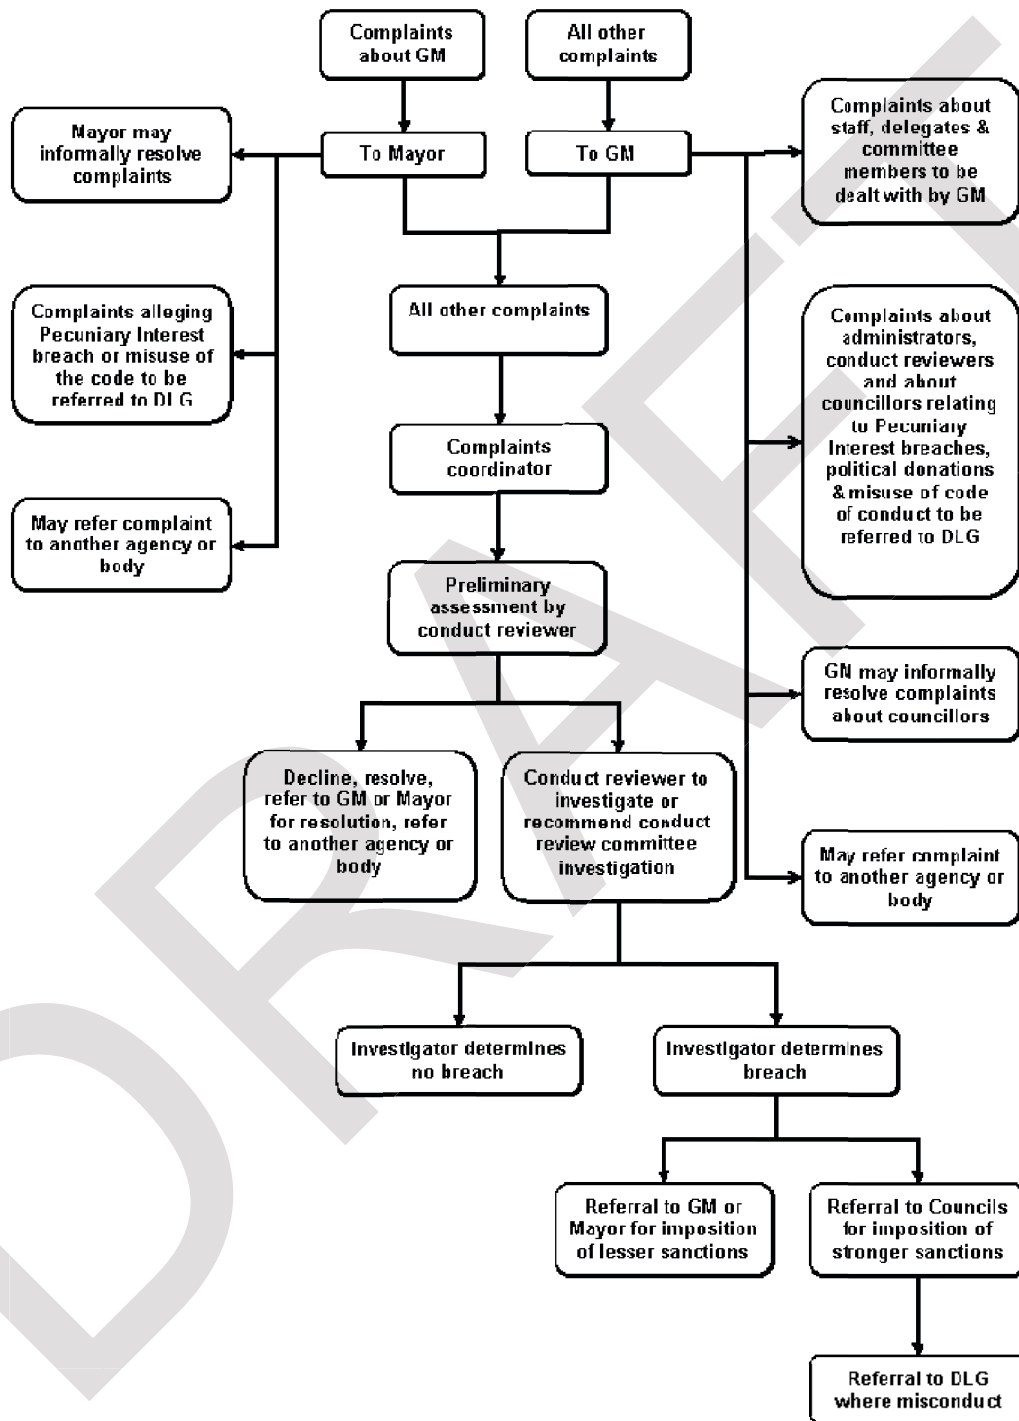 Complaints
about GM
All other
complaints
Mayor may
informally resolve
complaints
To Mayor
To GM
Complaints about
staff, delegates &
committee
members to be
dealt with by GM
Complaints alleging
Pecuniary Interest
breach or misuse of
the code to be
referred to DLG
All other complaints
Complaints about
administrators,
conduct reviewers
and about
councillors relating
to Pecuniary
Interest breaches,
political donations
& misuse of code
of conduct to be
referred to DLG
Complaints
coordinator
May refer complaint
to another agency or
body
Preliminary
assessment by
conduct reviewer
GN may informally
resolve complaints
about councillors
Decline, resolve,
refer to GM or Mayor
for resolution, refer
to another agency or
body
Conduct reviewer to
investigate or
recommend conduct
review committee
investigation
May refer complaint
to another agency or
body
Investigator determines
no breach
Investigator determines
breach
Referral to GM or
Mayor for imposition
of lesser sanctions
Referral to Councils
for imposition of
stronger sanctions
Referral to DLG
where misconduct
DRAFT